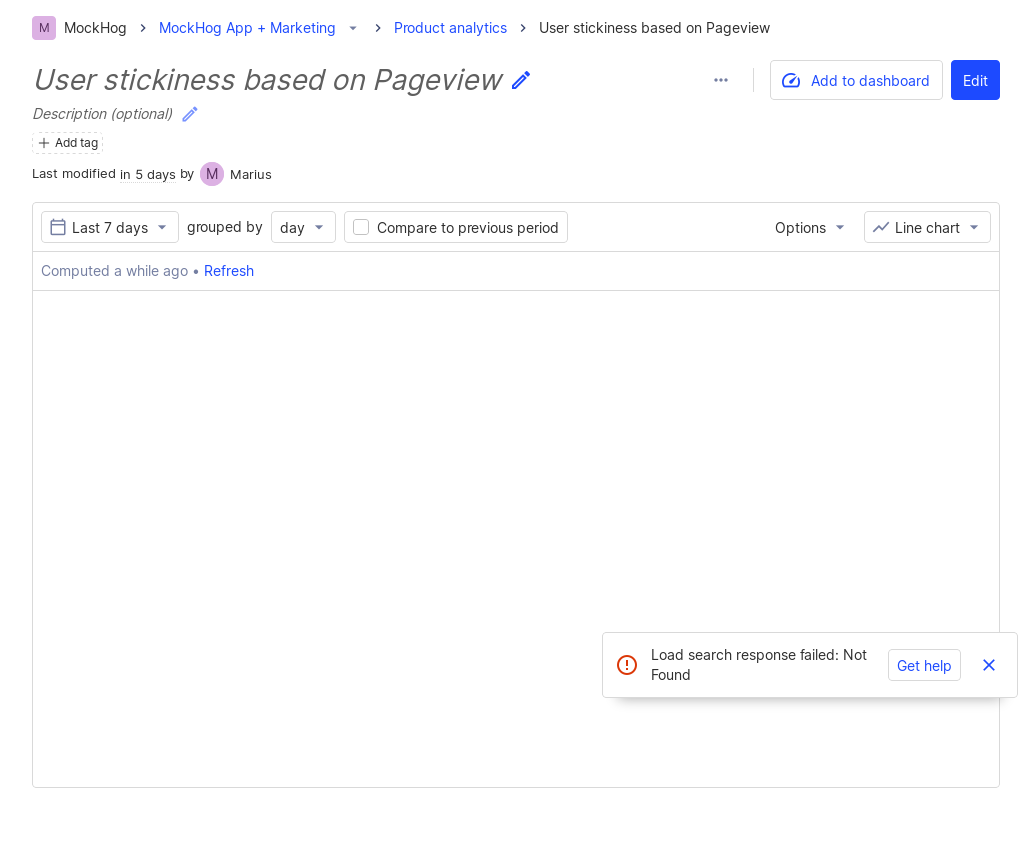 M MockHog MockHog App + Marketing Product analytics User stickiness based on Pageview
User stickiness based on Pageview
Add to dashboard Edit
Description (optional)
Add tag
Last modified in 5 days by M Marius
Last 7 days grouped by day Compare to previous period Options Line chart
Computed a while ago • Refresh
Load search response failed: Not
Found
Get help